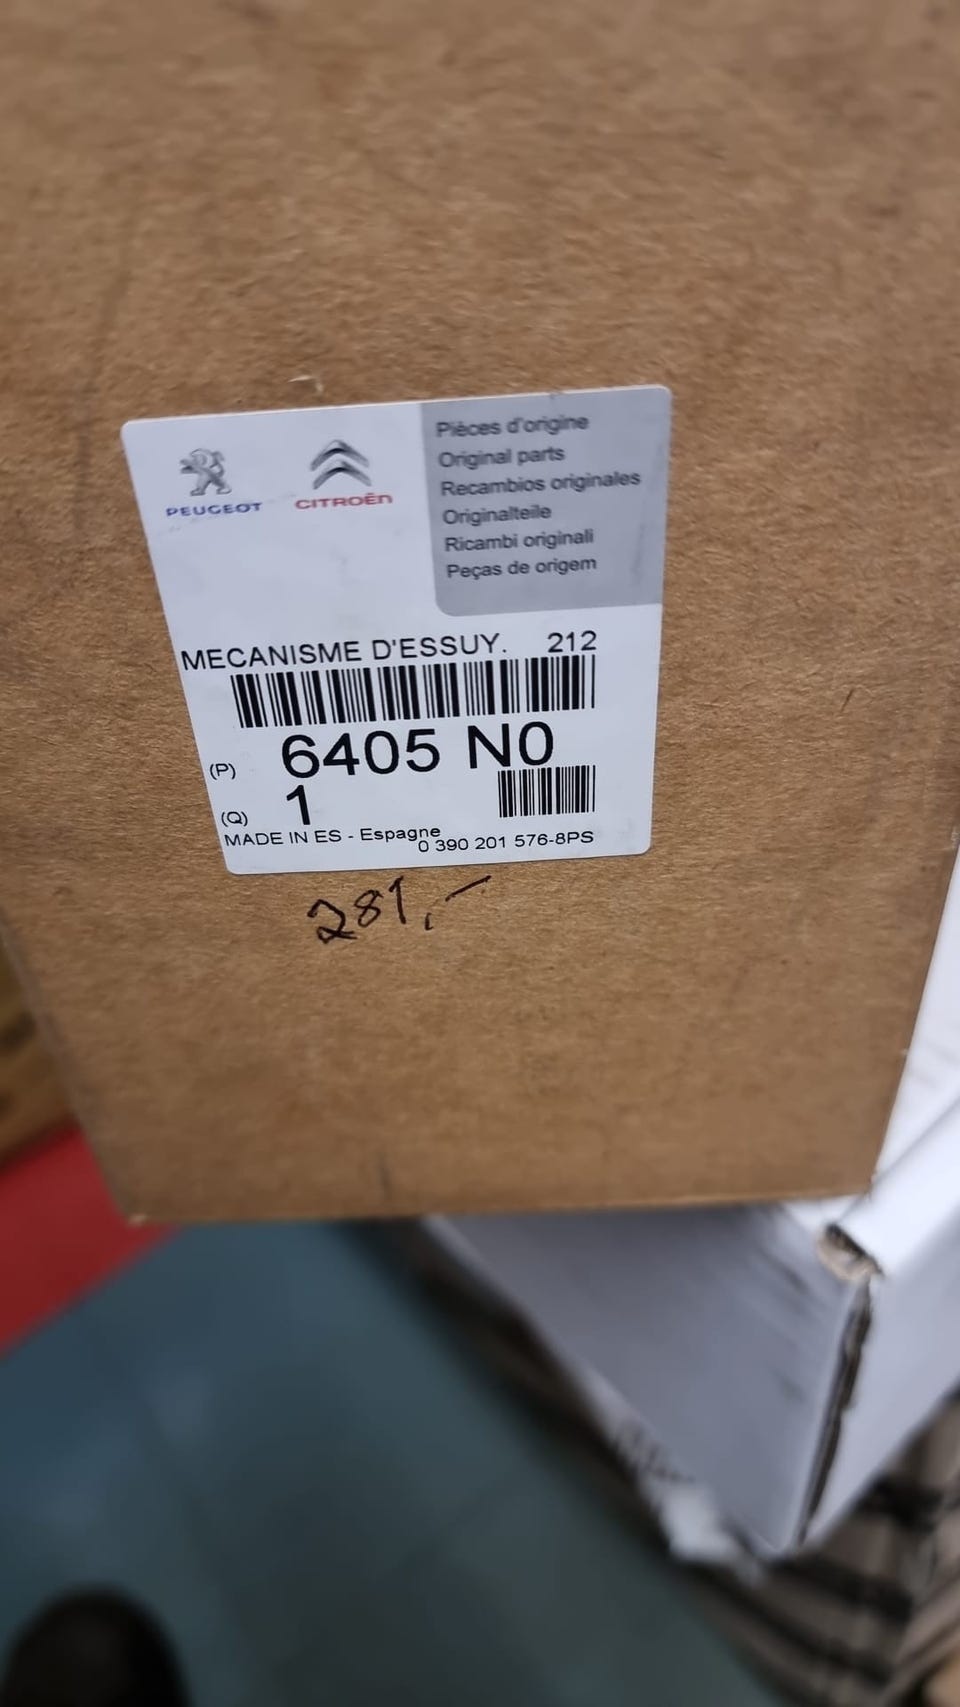 PEUGEOT
CITROËN
Pièces d'origine
Original parts
Recambios originales
Originalteile
Ricambi originali
Peças de origem
MECANISME D'ESSUY. 212
(P) 6405 N0
(Q) 1
MADE IN ES - Espagne
0 390 201 576-8PS
281,-